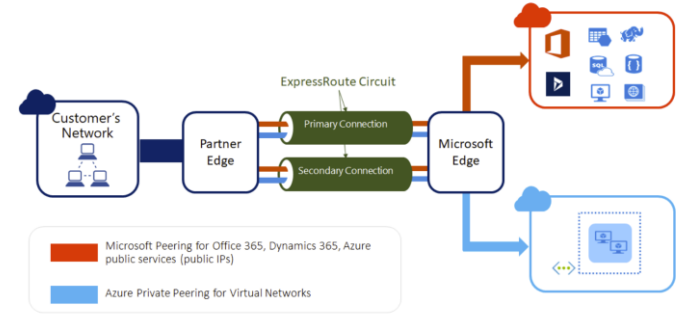 ExpressRoute Circuit
Customer's
Network
Partner
Edge
Primary Connection
Secondary Connection
Microsoft
Edge
SQL
Microsoft Peering for Office 365, Dynamics 365, Azure
public services (public IPs)
Azure Private Peering for Virtual Networks